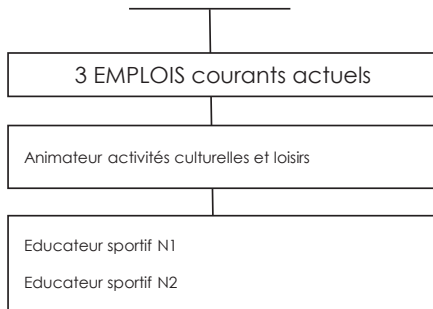 3 EMPLOIS courants actuels
Animateur activités culturelles et loisirs
Educateur sportif N1
Educateur sportif N2